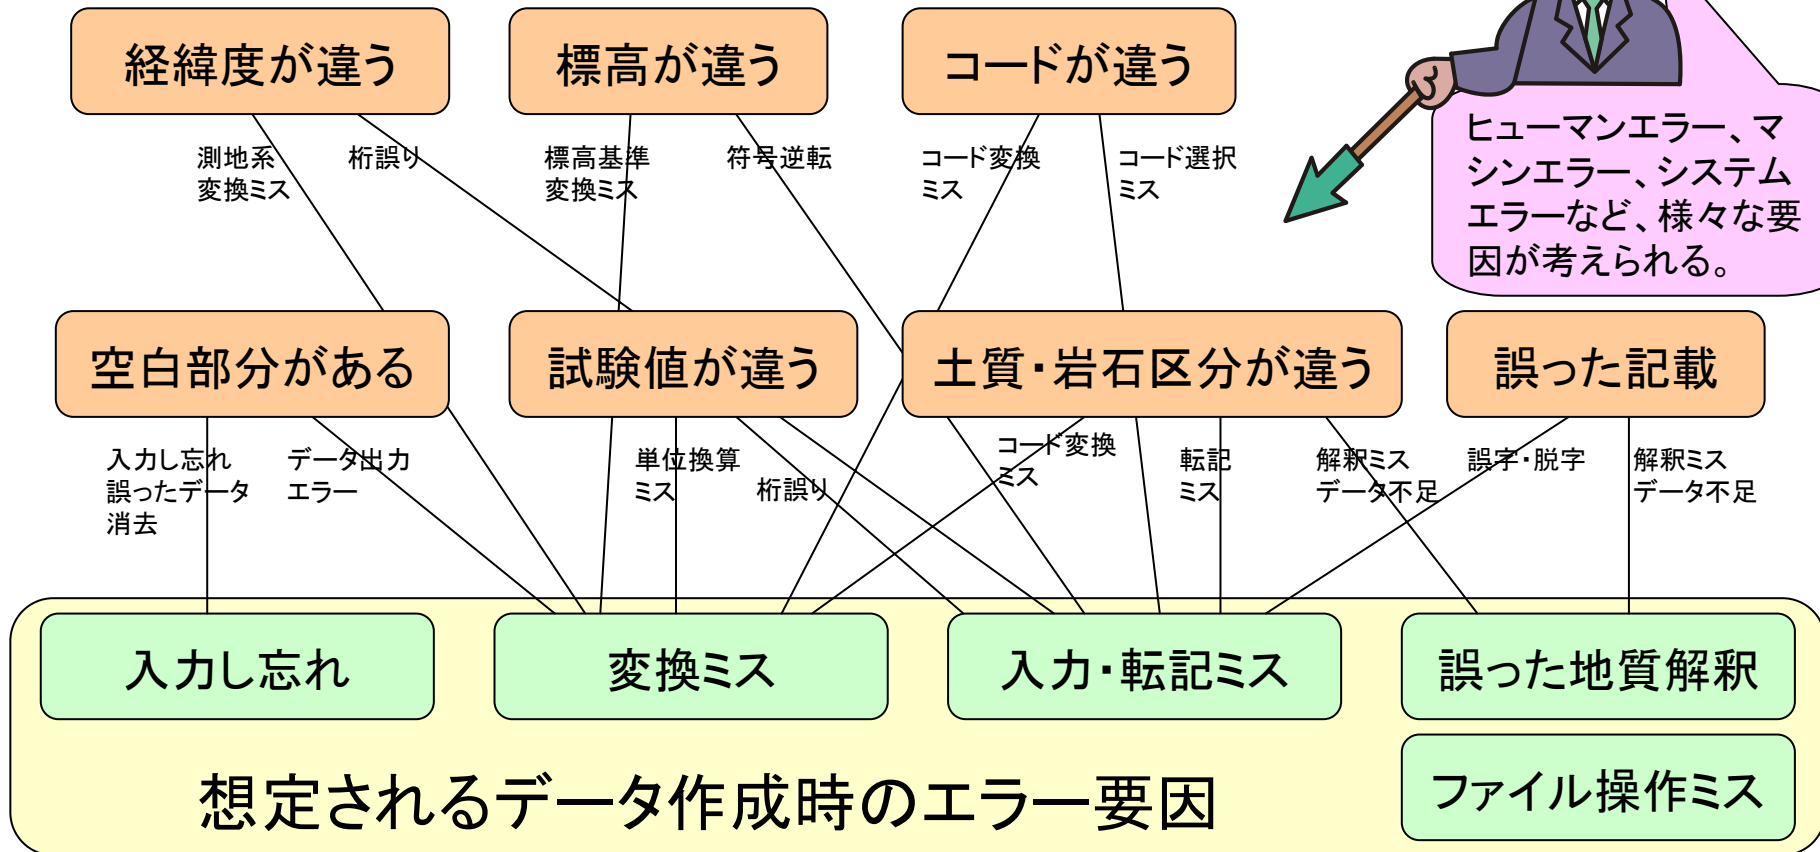 経緯度が違う
標高が違う
コードが違う
測地系
変換ミス
桁誤り
標高基準
変換ミス
符号逆転
コード変換
ミス
コード選択
ミス
ヒューマンエラー、マ
シンエラー、システム
エラーなど、様々な要
因が考えられる。
空白部分がある
試験値が違う
土質・岩石区分が違う
誤った記載
入力し忘れ
誤ったデータ
消去
データ出力
エラー
単位換算
ミス
桁誤り
コード変換
ミス
転記
ミス
解釈ミス
データ不足
誤字・脱字
解釈ミス
データ不足
入力し忘れ
変換ミス
入力・転記ミス
誤った地質解釈
ファイル操作ミス
想定されるデータ作成時のエラー要因